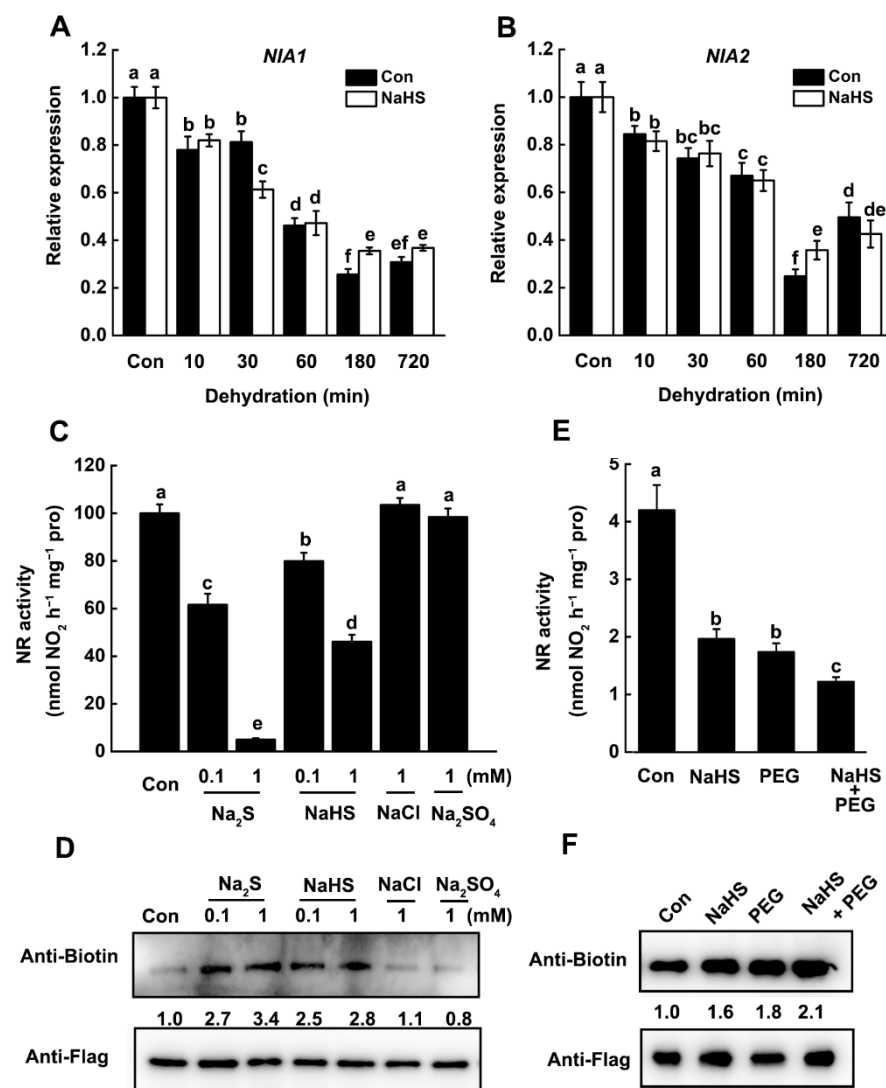 A
NIA1
Con
NaHS
1.2
1.0
0.8
0.6
0.4
0.2
0.0
Relative expression
a a
b b
b c
d d
f e
ef e
Con 10 30 60 180 720
Dehydration (min)
B
NIA2
Con
NaHS
1.2
1.0
0.8
0.6
0.4
0.2
0.0
Relative expression
a a
b b
bc bc
c c
f e
d de
Con 10 30 60 180 720
Dehydration (min)
C
120
100
80
60
40
20
0
NR activity
(nmol NO₂ h⁻¹ mg⁻¹ pro)
a c e b d a a
Con 0.1 1 0.1 1 1 1 (mM)
Na₂S NaHS NaCl Na₂SO₄
E
5
4
3
2
1
0
NR activity
(nmol NO₂ h⁻¹ mg⁻¹ pro)
a b b c
Con NaHS PEG NaHS
+
PEG
D
Na₂S NaHS NaCl Na₂SO₄
Con 0.1 1 0.1 1 1 1 (mM)
Anti-Biotin
1.0 2.7 3.4 2.5 2.8 1.1 0.8
Anti-Flag
F
Con NaHS PEG NaHS
+ PEG
Anti-Biotin
1.0 1.6 1.8 2.1
Anti-Flag